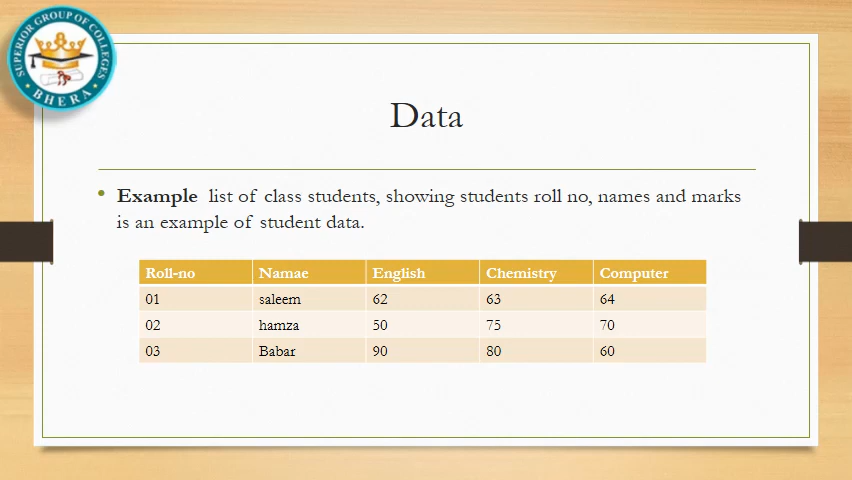 SUPERIOR GROUP OF COLLEGES
BHERA
Data
• Example list of class students, showing students roll no, names and marks
is an example of student data.
Roll-no Namae English Chemistry Computer
01 saleem 62 63 64
02 hamza 50 75 70
03 Babar 90 80 60